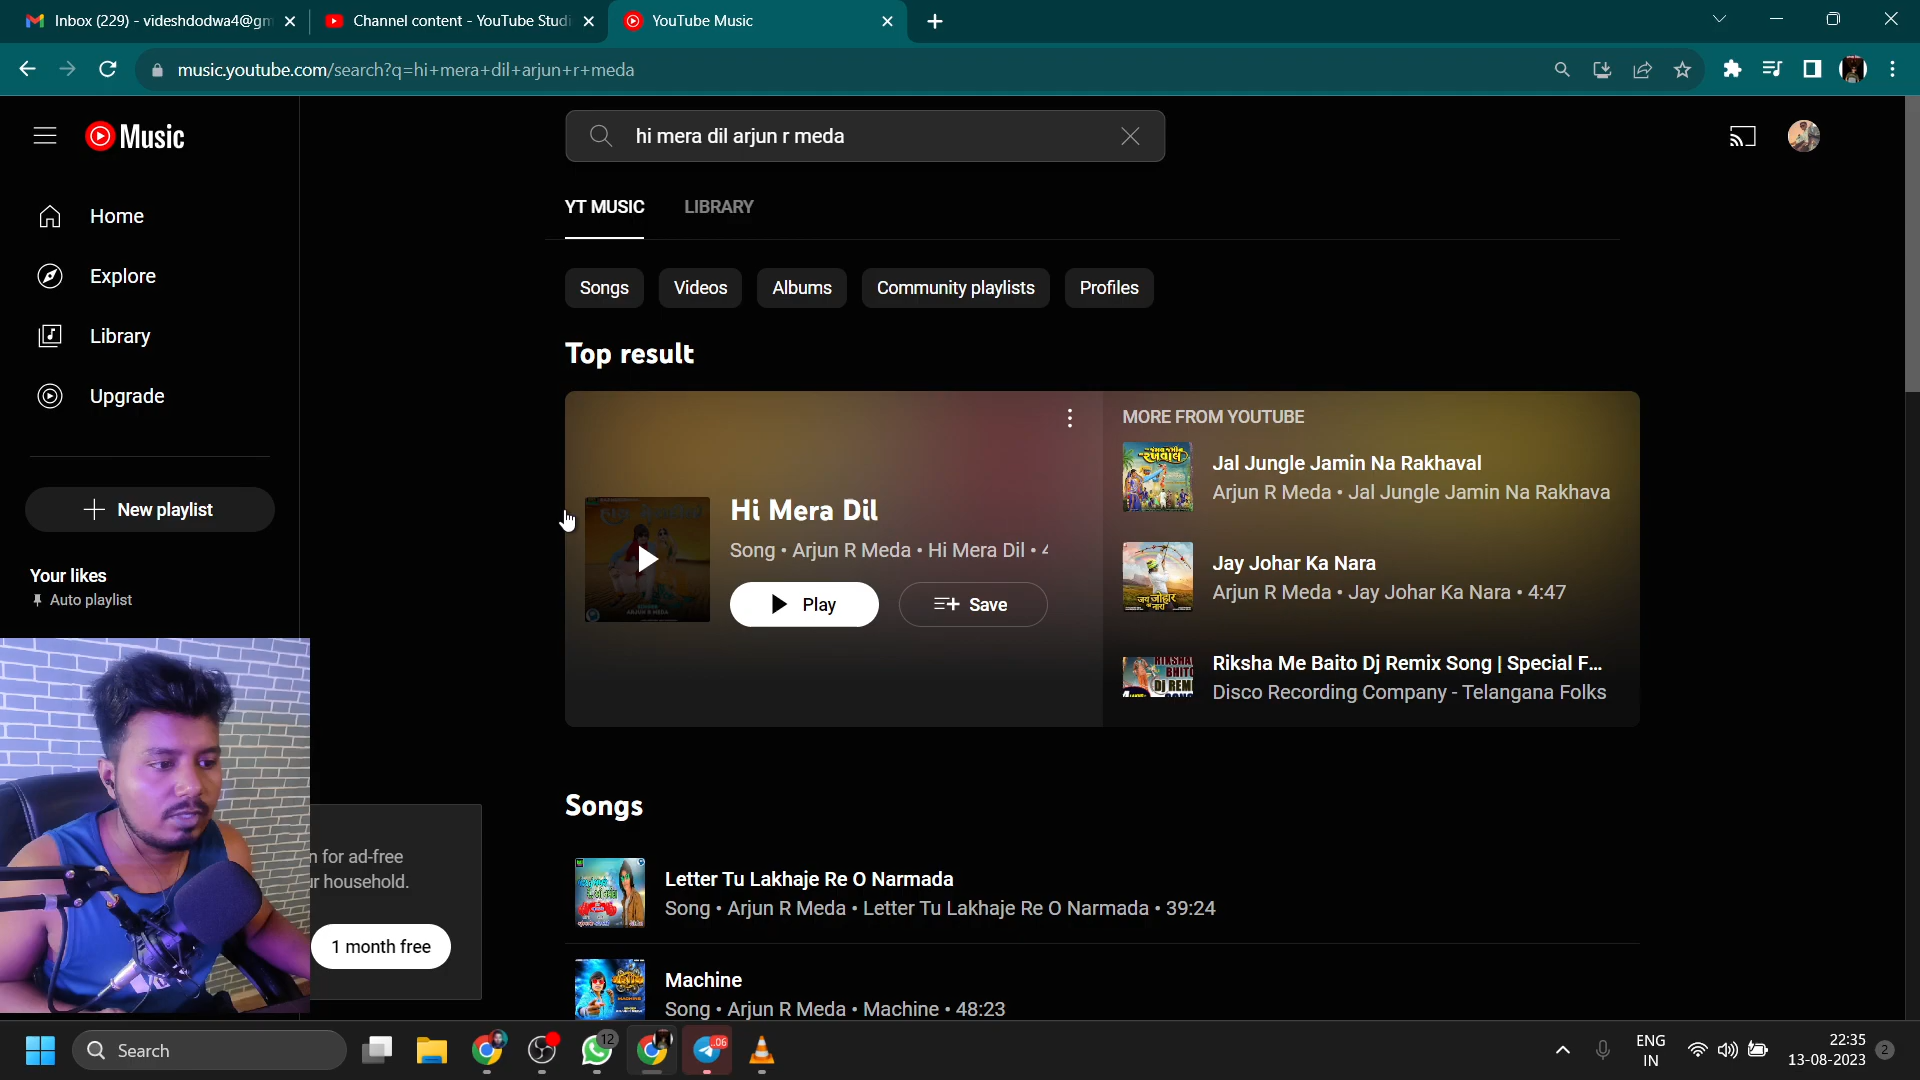 Inbox (229) - videshdodwa4@gm
Channel content - YouTube Studi
YouTube Music
music.youtube.com/search?q=hi+mera+dil+arjun+r+meda
Music
hi mera dil arjun r meda
YT MUSIC
LIBRARY
Home
Explore
Library
Upgrade
New playlist
Your likes
Auto playlist
Songs
Videos
Albums
Community playlists
Profiles
Top result
Hi Mera Dil
Song • Arjun R Meda • Hi Mera Dil •
ARJUN R MEDA
Play
Save
MORE FROM YOUTUBE
Jal Jungle Jamin Na Rakhaval
Arjun R Meda • Jal Jungle Jamin Na Rakhava
Jay Johar Ka Nara
Arjun R Meda • Jay Johar Ka Nara • 4:47
Riksha Me Baito Dj Remix Song | Special F...
Disco Recording Company - Telangana Folks
Songs
Letter Tu Lakhaje Re O Narmada
Song • Arjun R Meda • Letter Tu Lakhaje Re O Narmada • 39:24
Machine
Song • Arjun R Meda • Machine • 48:23
for ad-free
household.
1 month free
Search
12
.06
ENG
IN
22:35
13-08-2023
2